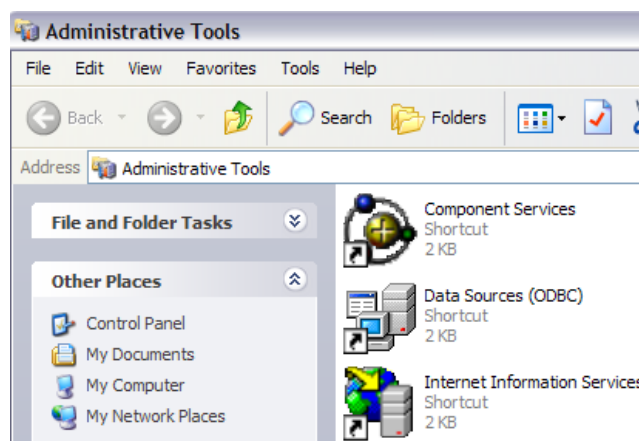 Administrative Tools
File Edit View Favorites Tools Help
Back Search Folders
Address Administrative Tools
File and Folder Tasks
Other Places
Control Panel
My Documents
My Computer
My Network Places
Component Services
Shortcut
2 KB
Data Sources (ODBC)
Shortcut
2 KB
Internet Information Services
Shortcut
2 KB